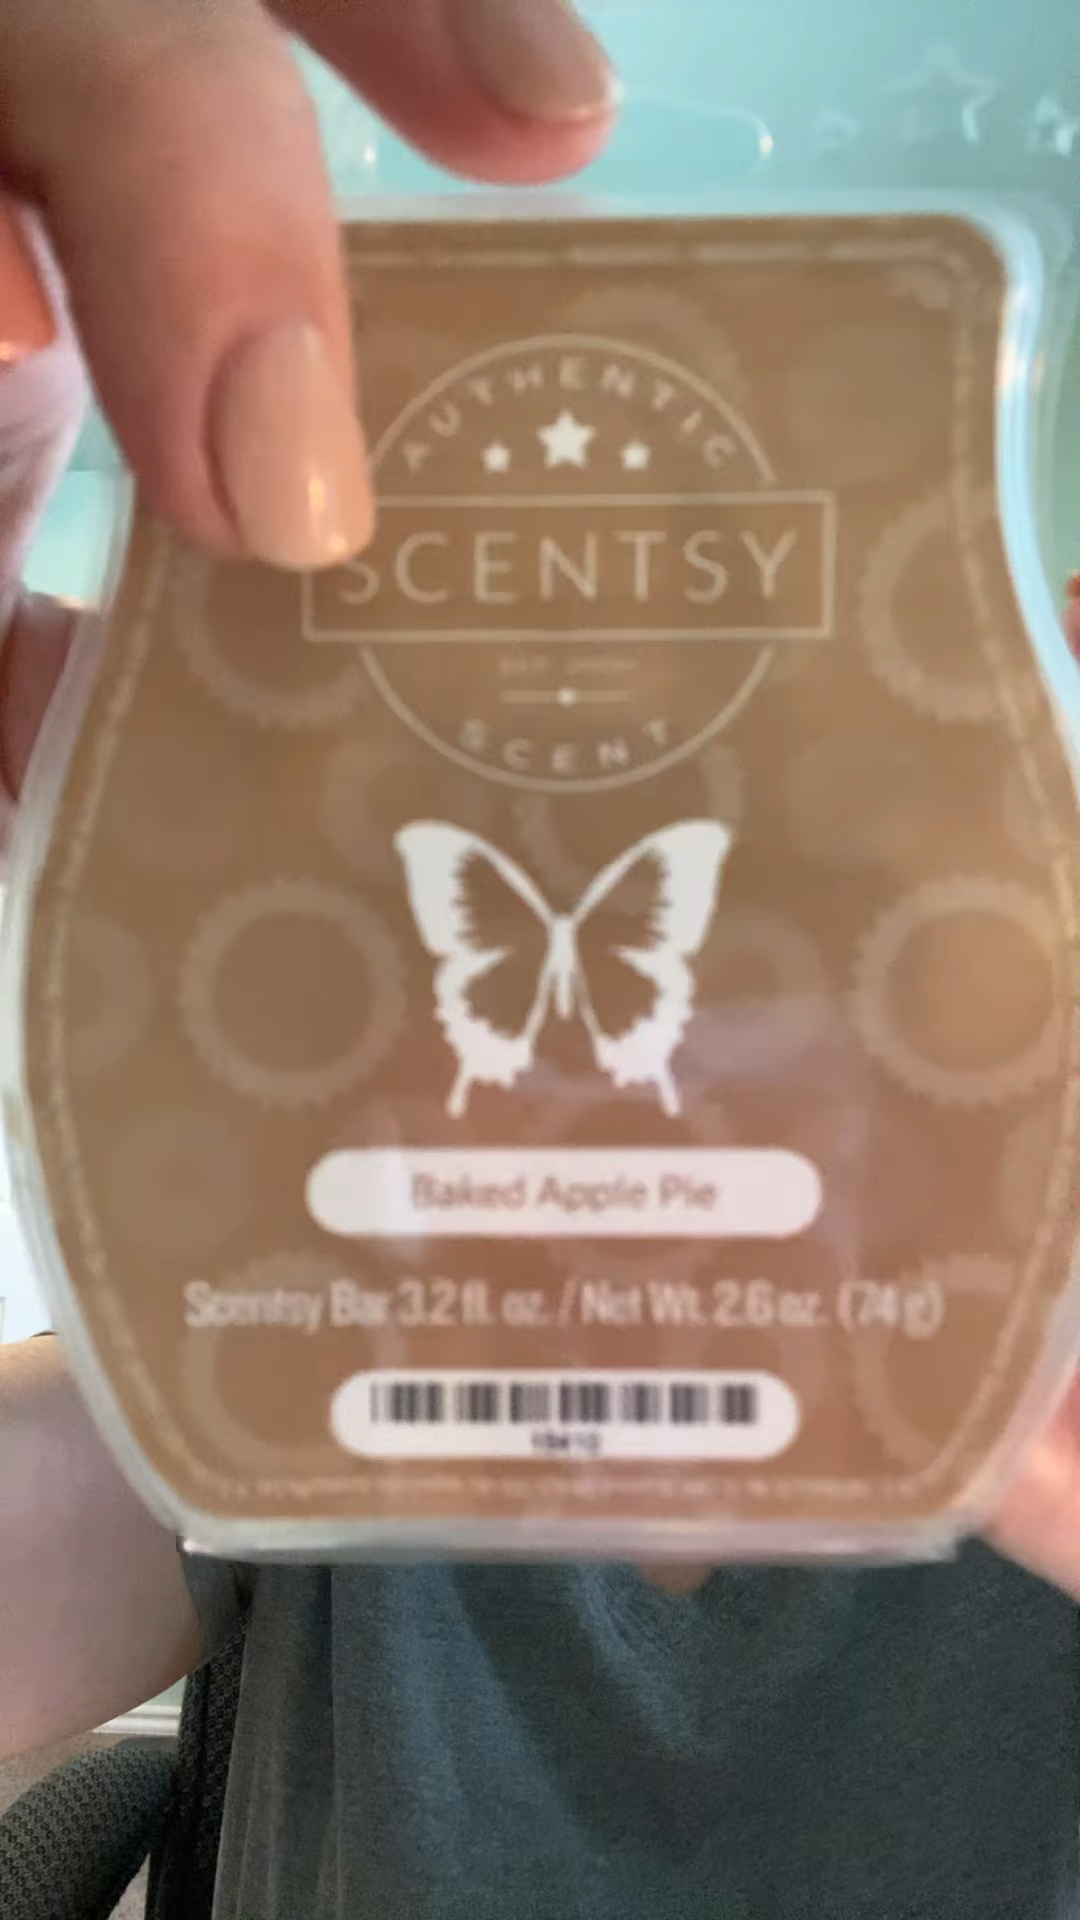 AUTHENTIC
SCENTSY
SCENT
Baked Apple Pie
Scentsy Bar 3.2 fl. oz. / Net Wt. 2.6 oz. (74 g)